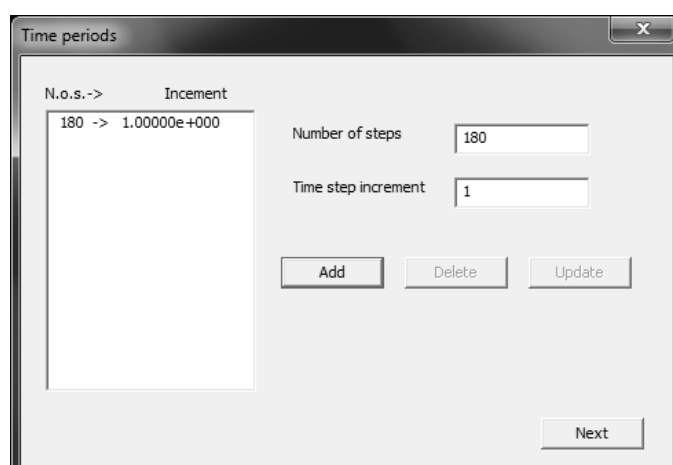 Time periods
x
N.o.s.-> Incement
180 -> 1.00000e+000
Number of steps 180
Time step increment 1
Add Delete Update
Next